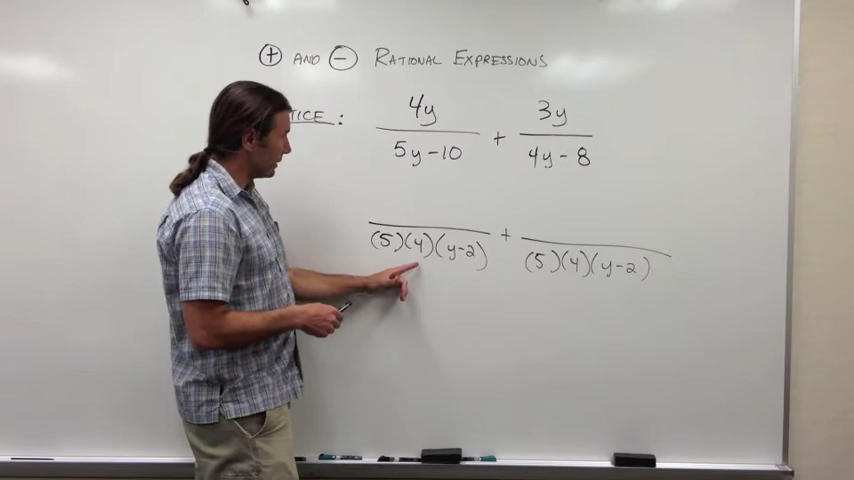 + AND - RATIONAL EXPRESSIONS
TICE :
4y/(5y-10) + 3y/(4y-8)
/(5)(4)(y-2) + /(5)(4)(y-2)